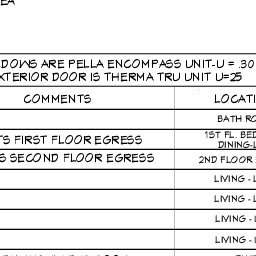 EA
DOWS ARE PELLA ENCOMPASS UNIT-U = .30
XTERIOR DOOR IS THERMA TRU UNIT U=25
COMMENTS LOCATI
BATH RO
TS FIRST FLOOR EGRESS 1ST FL. BED
DINING-L
S SECOND FLOOR EGRESS 2ND FLOOR
LIVING - L
LIVING - L
LIVING - L
LIVING - L